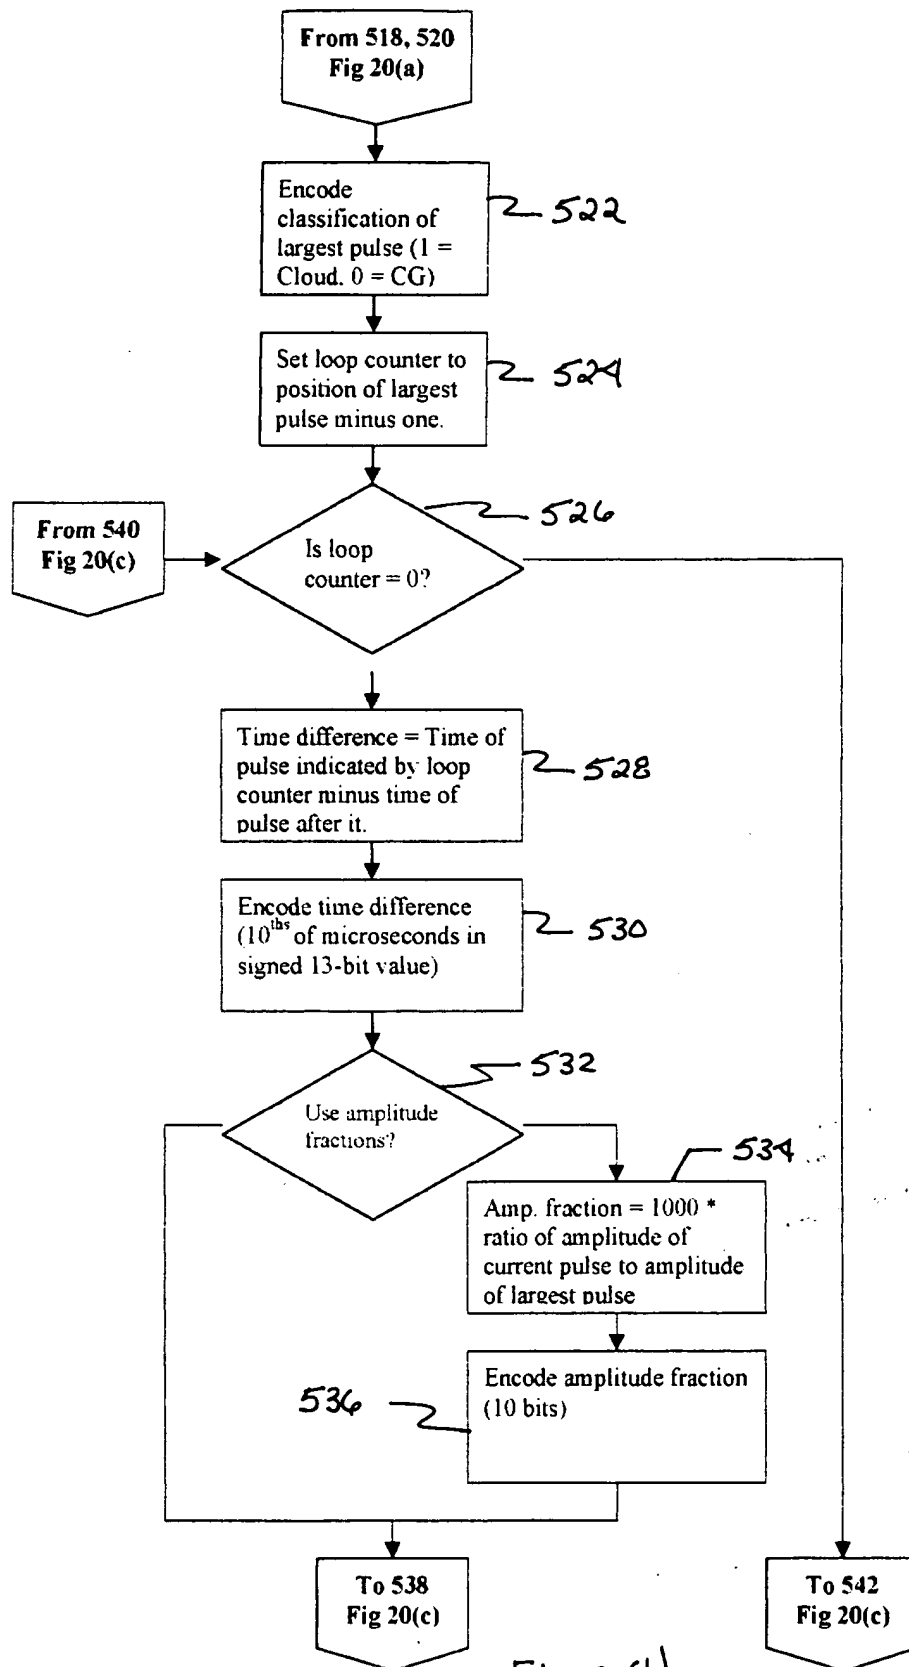 From 518, 520
Fig 20(a)
Encode
classification of
largest pulse (1 =
Cloud. 0 = CG)
522
Set loop counter to
position of largest
pulse minus one.
524
526
From 540
Fig 20(c)
Is loop
counter = 0?
Time difference = Time of
pulse indicated by loop
counter minus time of
pulse after it.
528
Encode time difference
(10ths of microseconds in
signed 13-bit value)
530
532
Use amplitude
fractions?
534
Amp. fraction = 1000 *
ratio of amplitude of
current pulse to amplitude
of largest pulse
Encode amplitude fraction
(10 bits)
536
To 538
Fig 20(c)
To 542
Fig 20(c)